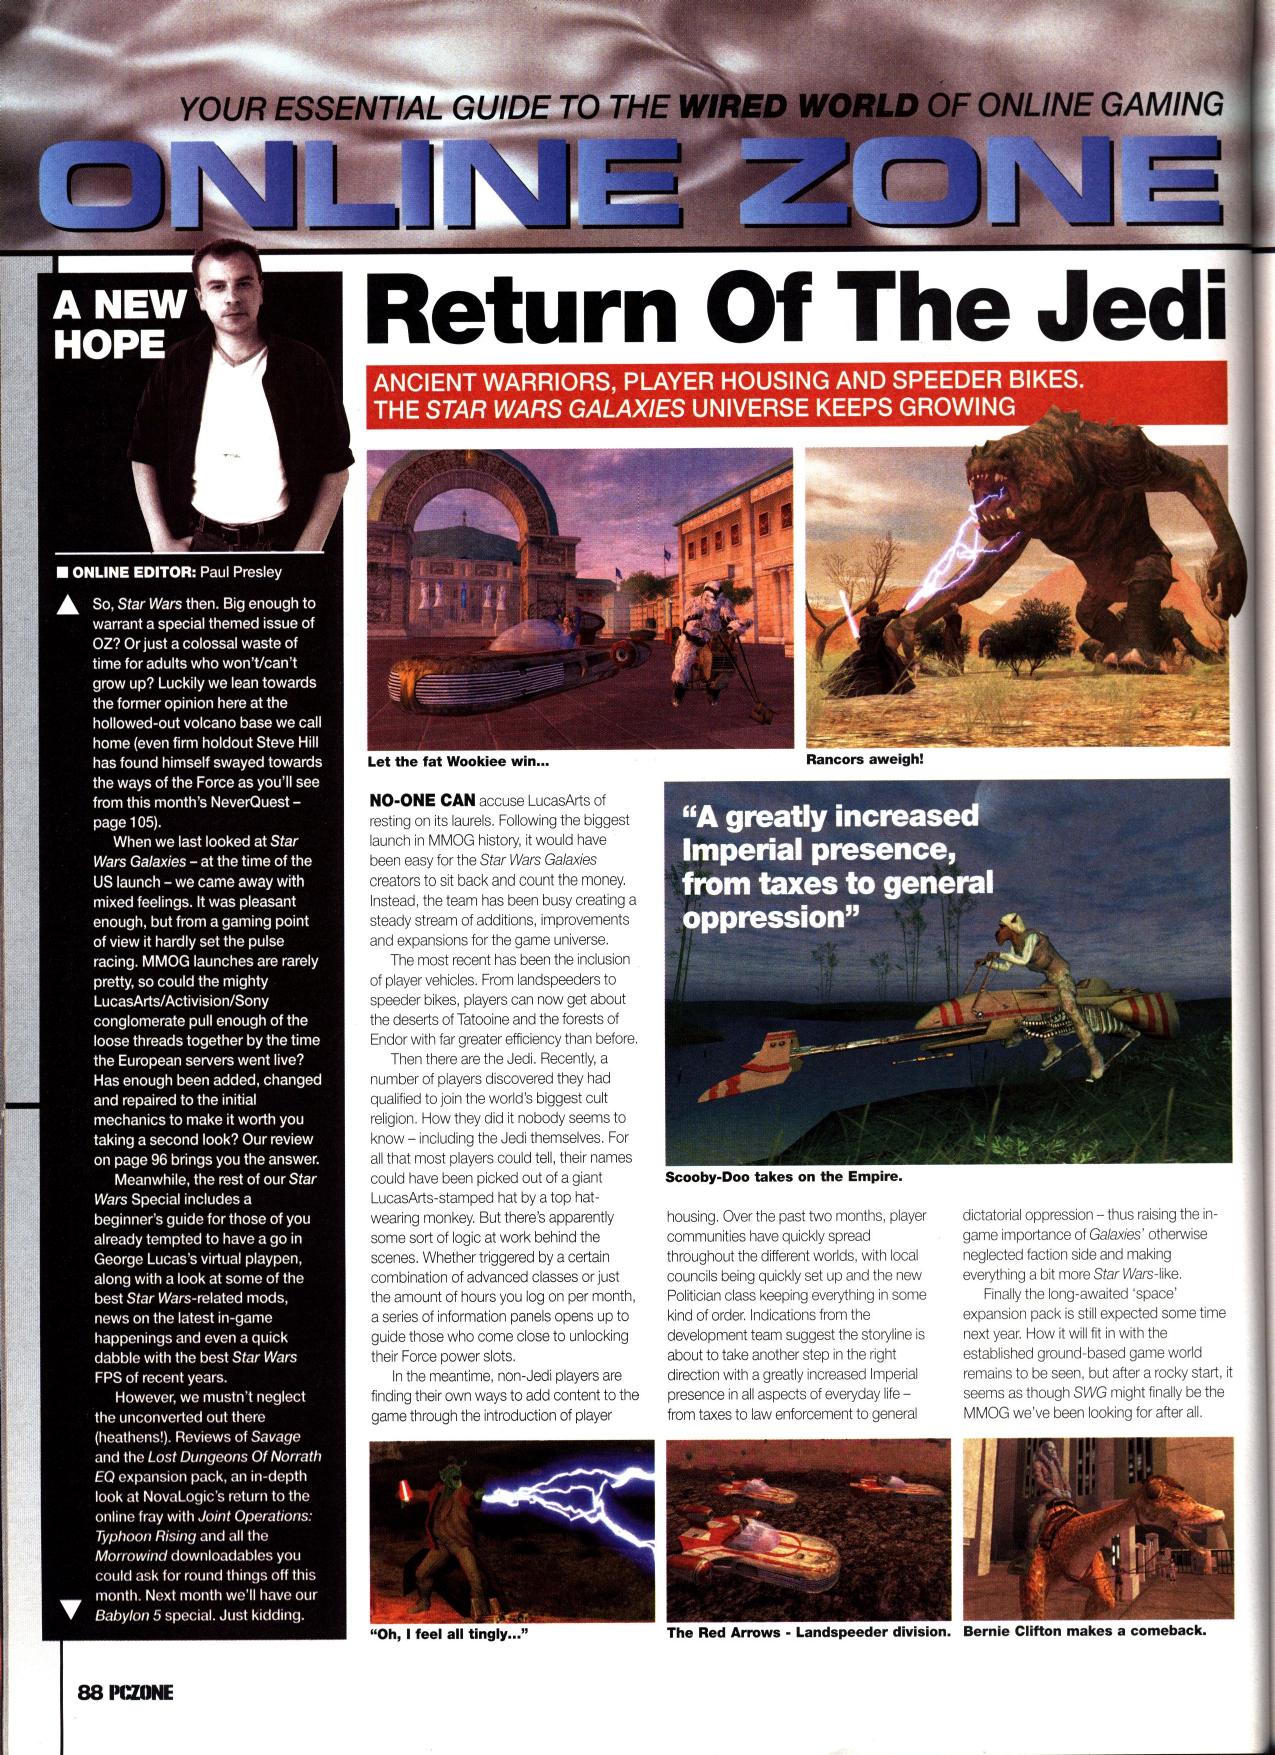 YOUR ESSENTIAL GUIDE TO THE WIRED WORLD OF ONLINE GAMING
ONLINE ZONE
A NEW
HOPE
■ ONLINE EDITOR: Paul Presley
So, Star Wars then. Big enough to
warrant a special themed issue of
OZ? Or just a colossal waste of
time for adults who won't/can't
grow up? Luckily we lean towards
the former opinion here at the
hollowed-out volcano base we call
home (even firm holdout Steve Hill
has found himself swayed towards
the ways of the Force as you'll see
from this month's NeverQuest –
page 105).
When we last looked at Star
Wars Galaxies – at the time of the
US launch – we came away with
mixed feelings. It was pleasant
enough, but from a gaming point
of view it hardly set the pulse
racing. MMOG launches are rarely
pretty, so could the mighty
LucasArts/Activision/Sony
conglomerate pull enough of the
loose threads together by the time
the European servers went live?
Has enough been added, changed
and repaired to the initial
mechanics to make it worth you
taking a second look? Our review
on page 96 brings you the answer.
Meanwhile, the rest of our Star
Wars Special includes a
beginner's guide for those of you
already tempted to have a go in
George Lucas's virtual playpen,
along with a look at some of the
best Star Wars-related mods,
news on the latest in-game
happenings and even a quick
dabble with the best Star Wars
FPS of recent years.
However, we mustn't neglect
the unconverted out there
(heathens!). Reviews of Savage
and the Lost Dungeons Of Norrath
EQ expansion pack, an in-depth
look at NovaLogic's return to the
online fray with Joint Operations:
Typhoon Rising and all the
Morrowind downloadables you
could ask for round things off this
month. Next month we'll have our
Babylon 5 special. Just kidding.
Return Of The Jedi
ANCIENT WARRIORS, PLAYER HOUSING AND SPEEDER BIKES.
THE STAR WARS GALAXIES UNIVERSE KEEPS GROWING
Let the fat Wookiee win...
Rancors aweigh!
NO-ONE CAN accuse LucasArts of
resting on its laurels. Following the biggest
launch in MMOG history, it would have
been easy for the Star Wars Galaxies
creators to sit back and count the money.
Instead, the team has been busy creating a
steady stream of additions, improvements
and expansions for the game universe.
The most recent has been the inclusion
of player vehicles. From landspeeders to
speeder bikes, players can now get about
the deserts of Tatooine and the forests of
Endor with far greater efficiency than before.
Then there are the Jedi. Recently, a
number of players discovered they had
qualified to join the world's biggest cult
religion. How they did it nobody seems to
know – including the Jedi themselves. For
all that most players could tell, their names
could have been picked out of a giant
LucasArts-stamped hat by a top hat-
wearing monkey. But there's apparently
some sort of logic at work behind the
scenes. Whether triggered by a certain
combination of advanced classes or just
the amount of hours you log on per month,
a series of information panels opens up to
guide those who come close to unlocking
their Force power slots.
In the meantime, non-Jedi players are
finding their own ways to add content to the
game through the introduction of player
"A greatly increased
Imperial presence,
from taxes to general
oppression"
Scooby-Doo takes on the Empire.
housing. Over the past two months, player
communities have quickly spread
throughout the different worlds, with local
councils being quickly set up and the new
Politician class keeping everything in some
kind of order. Indications from the
development team suggest the storyline is
about to take another step in the right
direction with a greatly increased Imperial
presence in all aspects of everyday life –
from taxes to law enforcement to general
dictatorial oppression – thus raising the in-
game importance of Galaxies' otherwise
neglected faction side and making
everything a bit more Star Wars-like.
Finally the long-awaited 'space'
expansion pack is still expected some time
next year. How it will fit in with the
established ground-based game world
remains to be seen, but after a rocky start, it
seems as though SWG might finally be the
MMOG we've been looking for after all.
"Oh, I feel all tingly..."
The Red Arrows - Landspeeder division.
Bernie Clifton makes a comeback.
88 PCZONE